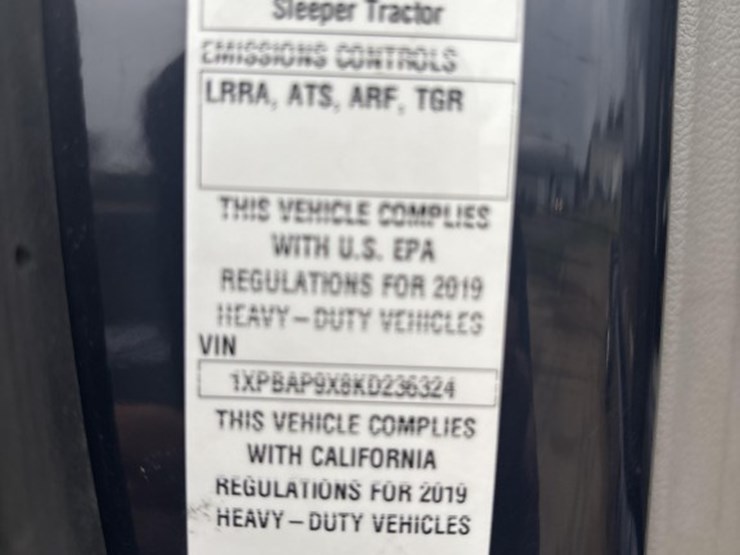 Sleeper Tractor
EMISSIONS CONTROLS
LRRA, ATS, ARF, TGR
THIS VEHICLE COMPLIES
WITH U.S. EPA
REGULATIONS FOR 2019
HEAVY-DUTY VEHICLES
VIN
1XPBAP9X8KD236324
THIS VEHICLE COMPLIES
WITH CALIFORNIA
REGULATIONS FOR 2019
HEAVY-DUTY VEHICLES